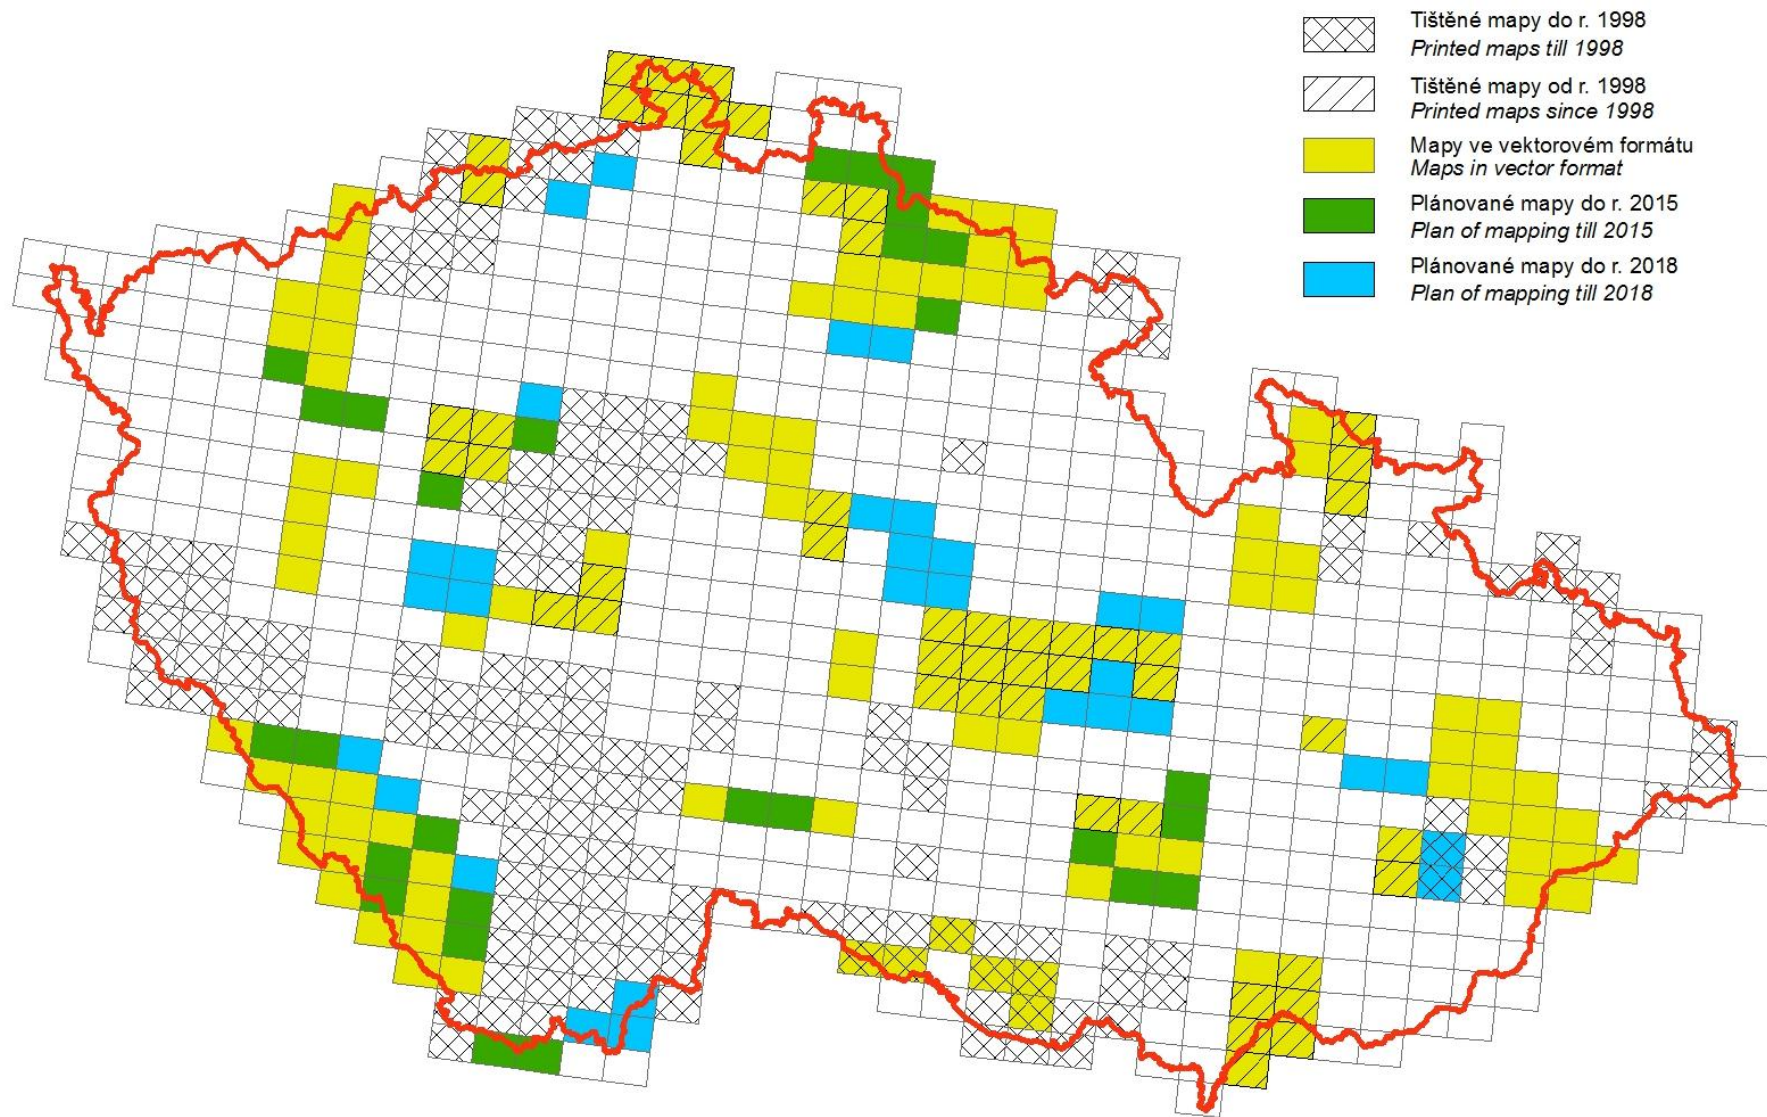 Tištěné mapy do r. 1998
Printed maps till 1998
Tištěné mapy od r. 1998
Printed maps since 1998
Mapy ve vektorovém formátu
Maps in vector format
Plánované mapy do r. 2015
Plan of mapping till 2015
Plánované mapy do r. 2018
Plan of mapping till 2018